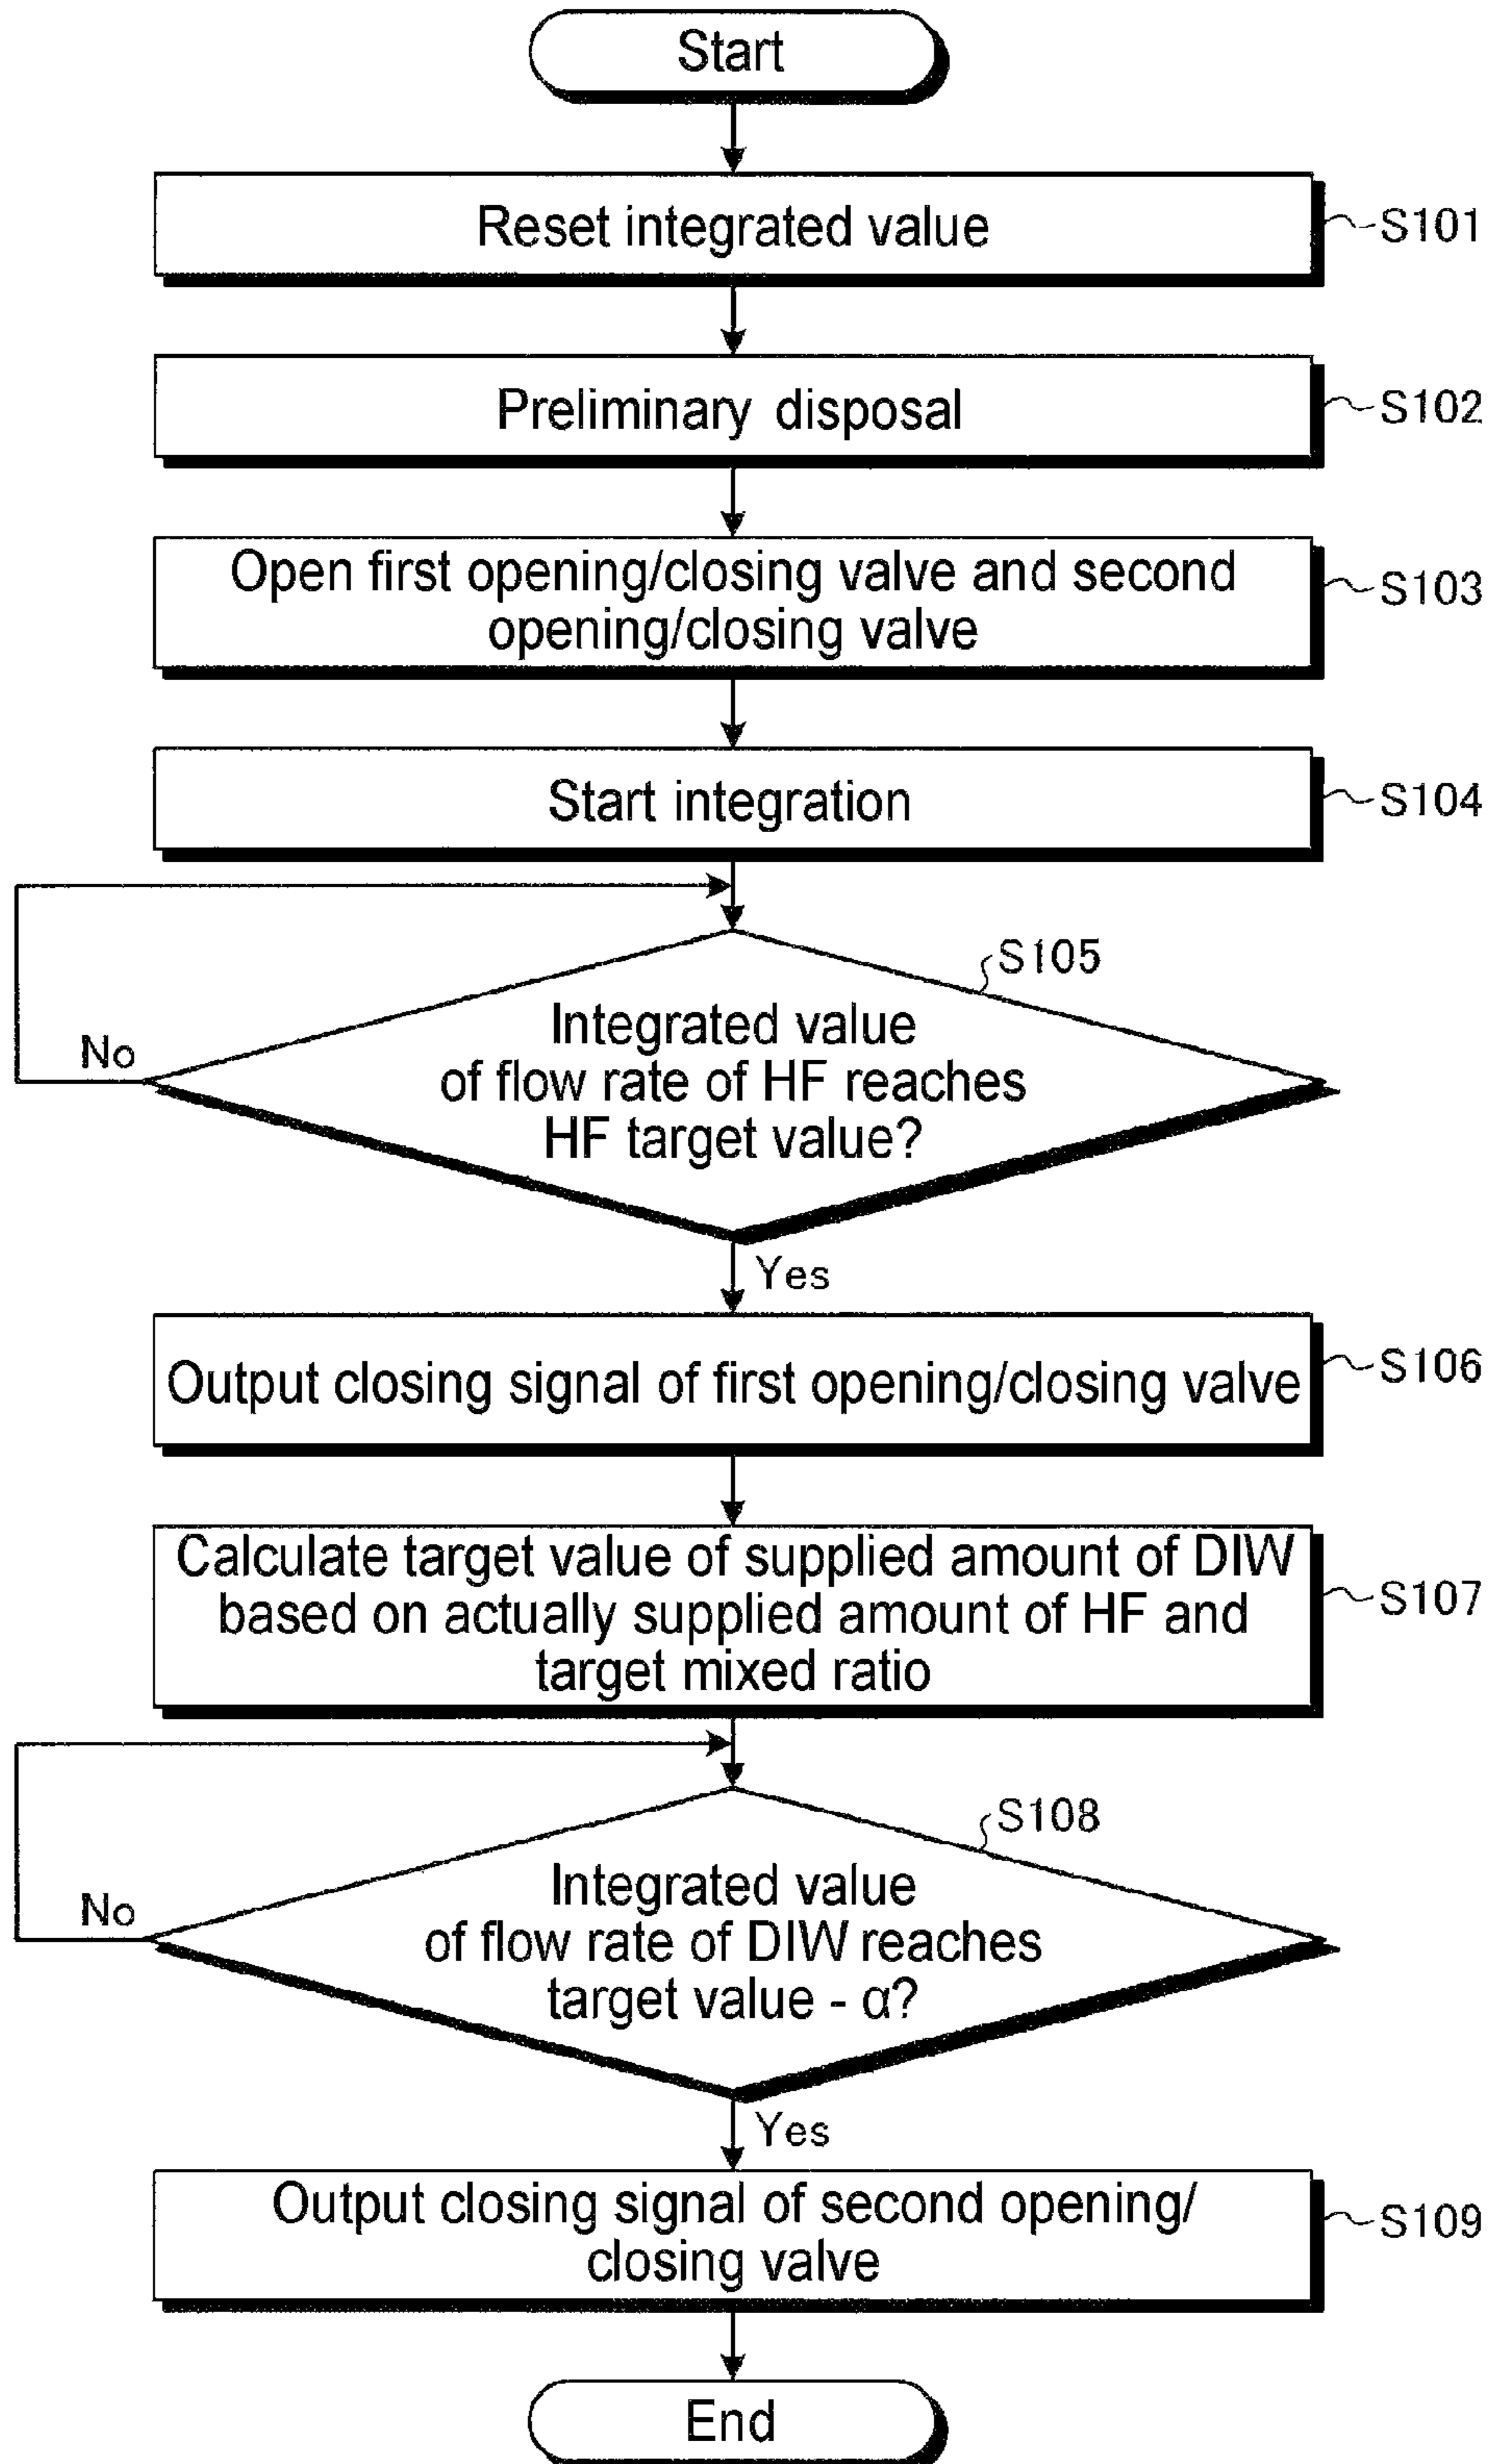 Start
Reset integrated value
S101
Preliminary disposal
S102
Open first opening/closing valve and second
opening/closing valve
S103
Start integration
S104
S105
Integrated value
of flow rate of HF reaches
HF target value?
No
Yes
Output closing signal of first opening/closing valve
S106
Calculate target value of supplied amount of DIW
based on actually supplied amount of HF and
target mixed ratio
S107
S108
Integrated value
of flow rate of DIW reaches
target value - α?
No
Yes
Output closing signal of second opening/
closing valve
S109
End